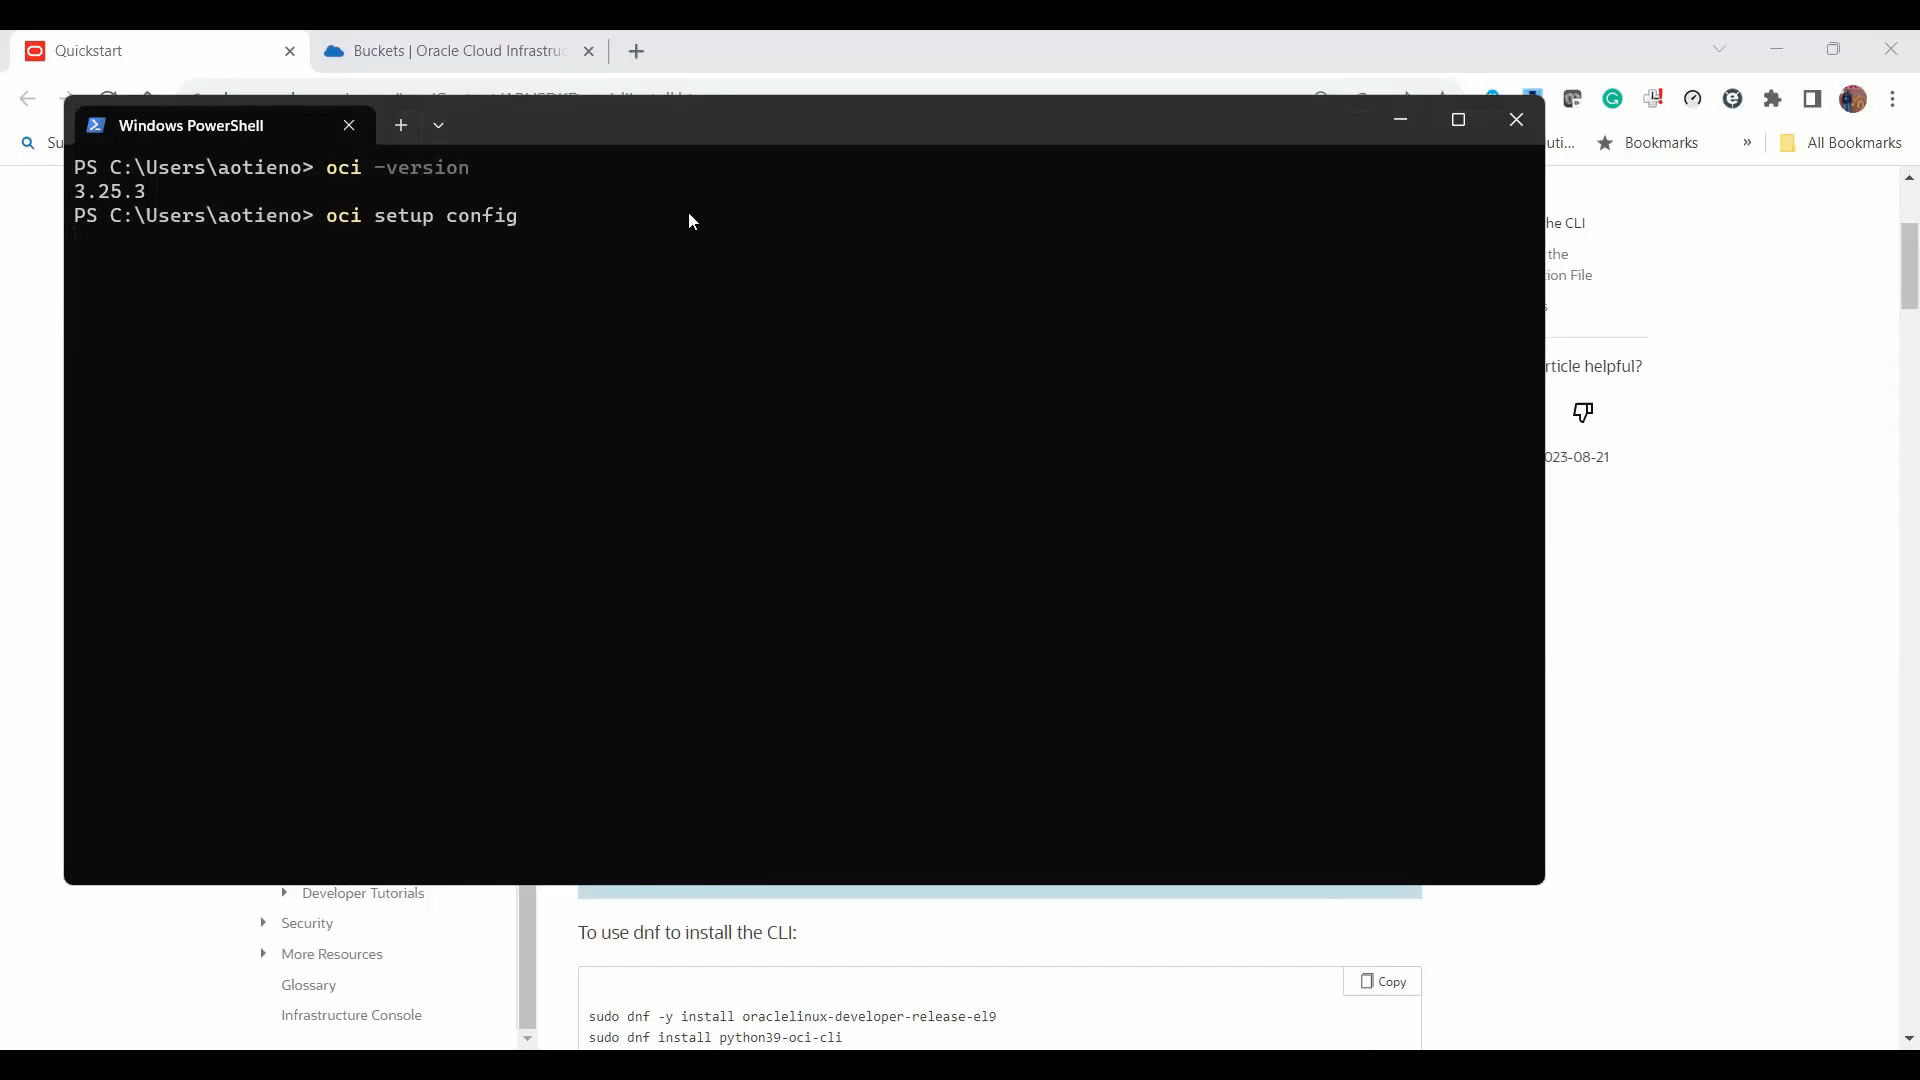 Quickstart
Buckets | Oracle Cloud Infrastruc
Su
Bookmarks
»
All Bookmarks
Windows PowerShell
PS C:\Users\aotieno> oci -version
3.25.3
PS C:\Users\aotieno> oci setup config
he CLI
the
ion File
s
rticle helpful?
023-08-21
Developer Tutorials
Security
More Resources
Glossary
Infrastructure Console
To use dnf to install the CLI:
Copy
sudo dnf -y install oraclelinux-developer-release-el9
sudo dnf install python39-oci-cli